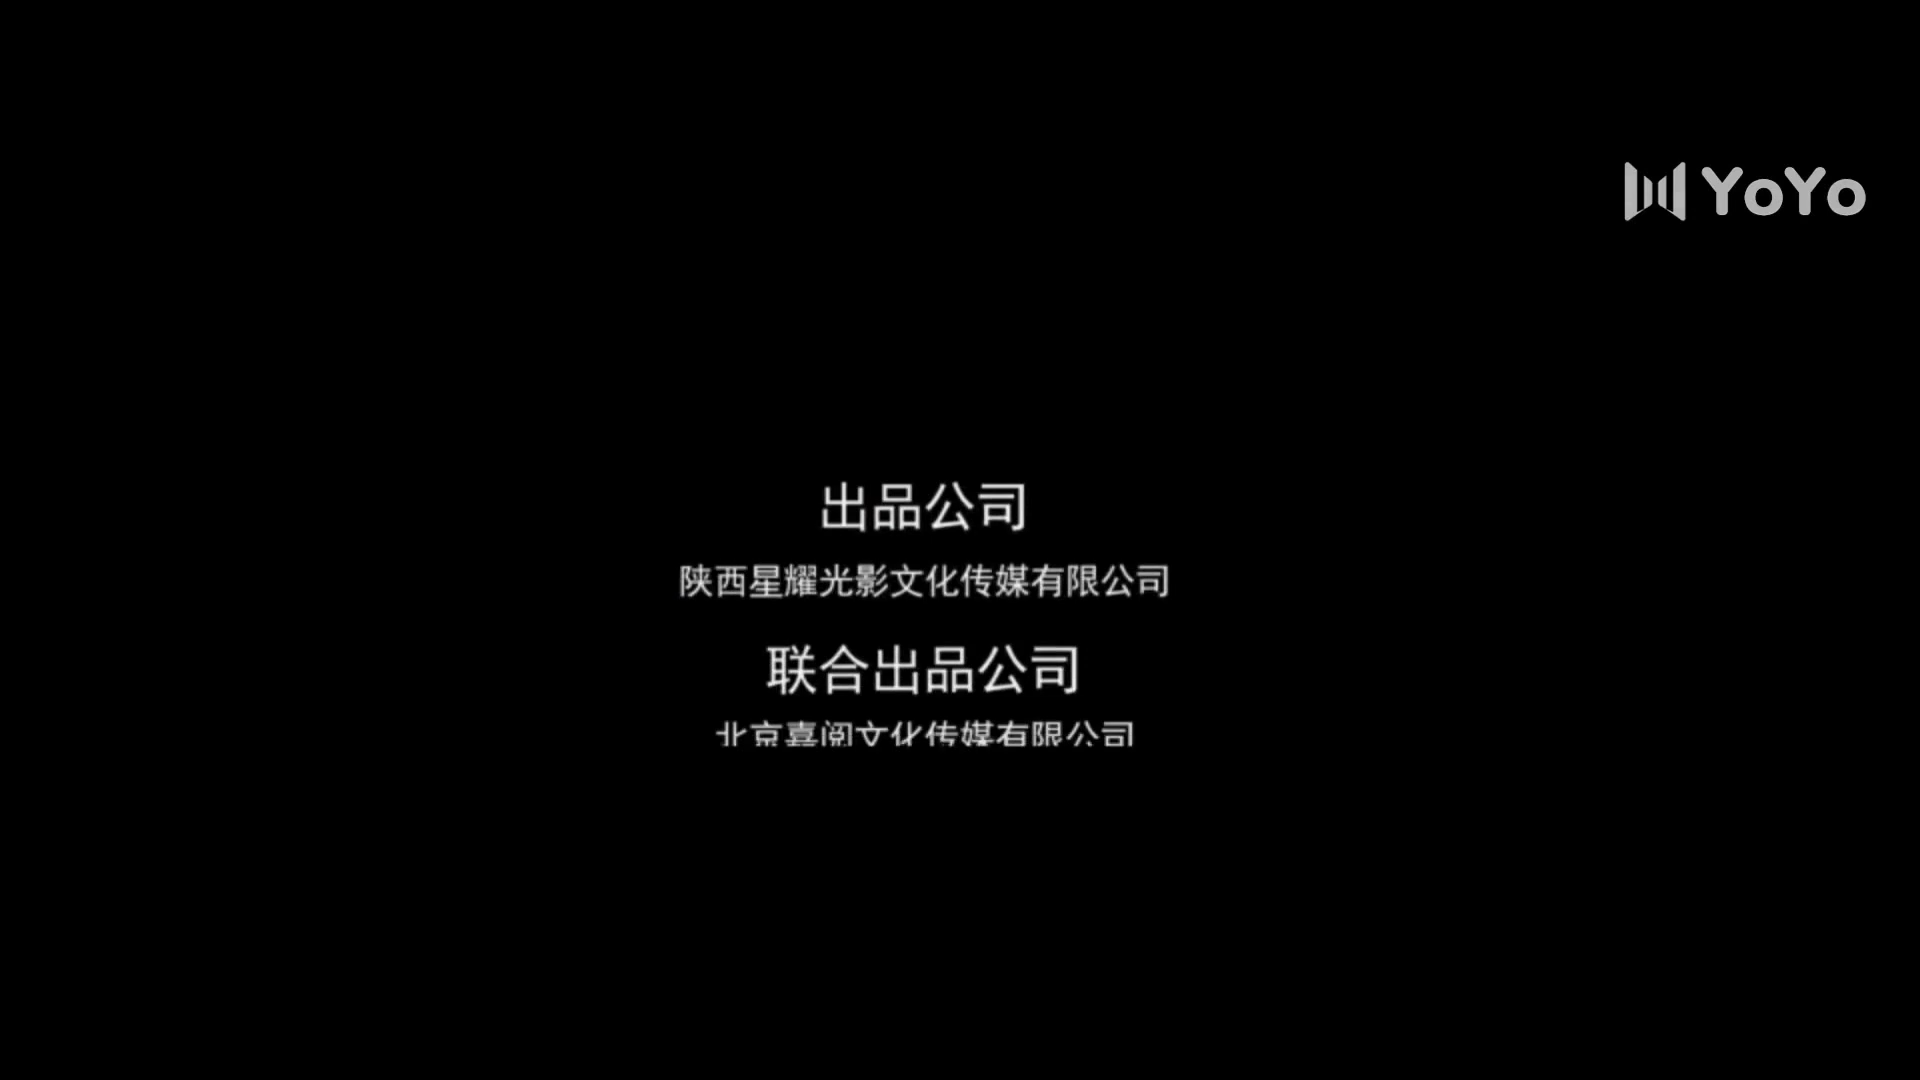 YoYo
出品公司
陕西星耀光影文化传媒有限公司
联合出品公司
北京嘉阅文化传媒有限公司